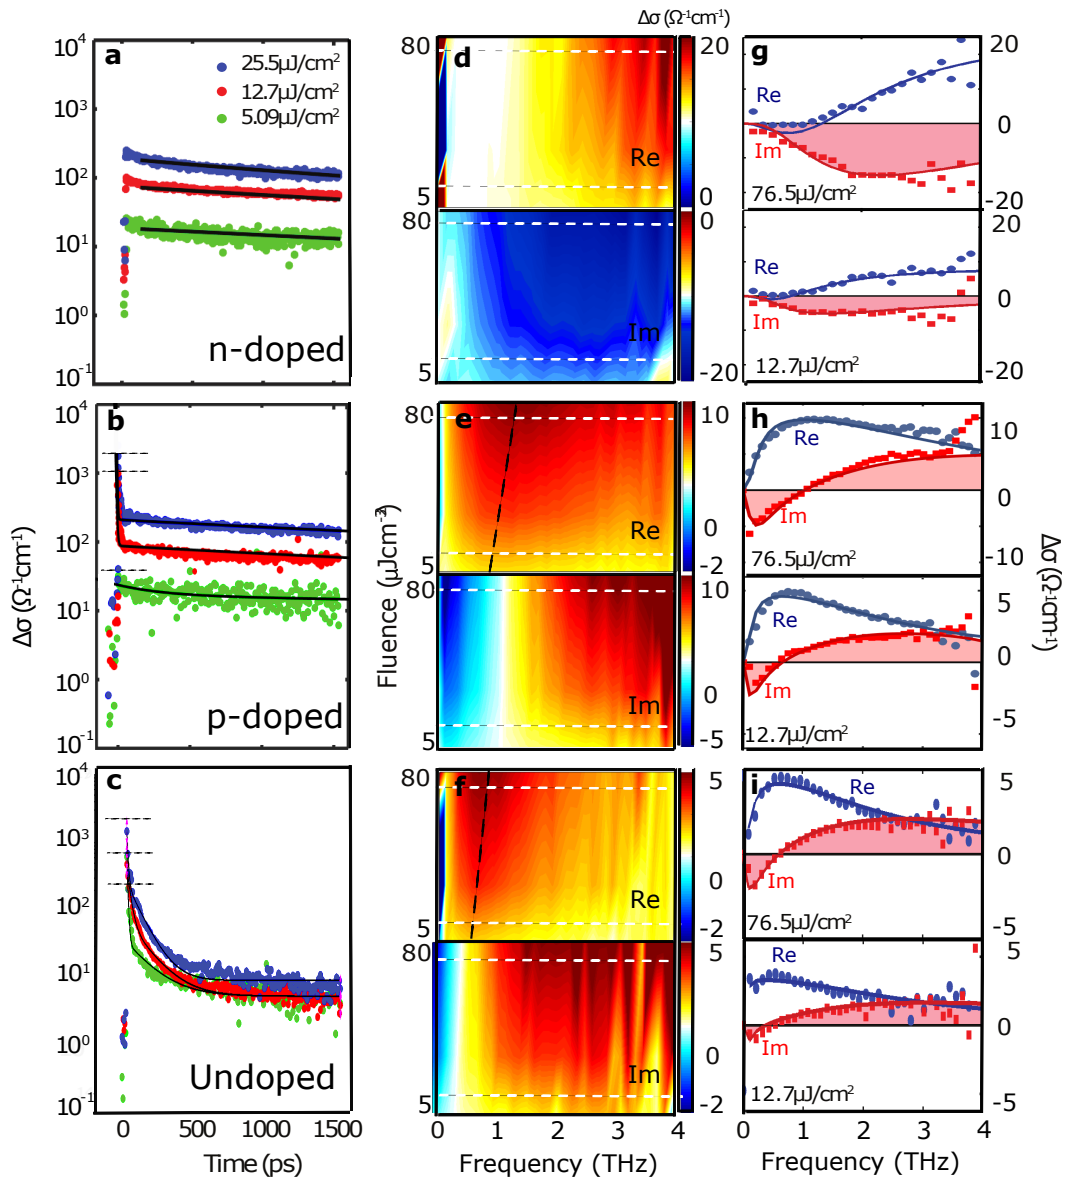 Δσ (Ω⁻¹cm⁻¹)
a
10⁴
10³
10²
10¹
10⁰
10⁻¹
25.5µJ/cm²
12.7µJ/cm²
5.09µJ/cm²
n-doped
b
10⁴
10³
10²
10¹
10⁰
10⁻¹
p-doped
Δσ (Ω⁻¹cm⁻¹)
c
10⁴
10³
10²
10¹
10⁰
10⁻¹
Undoped
0 500 1000 1500
Time (ps)
d
80
5
Re
20
0
80
5
Im
0
-20
e
80
5
Re
10
2
0
-2
80
5
Im
10
0
-5
Fluence (µJcm⁻²)
f
80
5
Re
5
0
-2
80
5
Im
5
0
-2
0 1 2 3 4
Frequency (THz)
g
Re
Im
76.5µJ/cm²
20
0
-20
Re
Im
12.7µJ/cm²
20
0
-20
h
Re
Im
76.5µJ/cm²
10
0
-10
Re
Im
12.7µJ/cm²
5
0
-5
Δσ (Ω⁻¹cm⁻¹)
i
Re
Im
76.5µJ/cm²
5
0
-5
Re
Im
12.7µJ/cm²
5
0
-5
0 1 2 3 4
Frequency (THz)